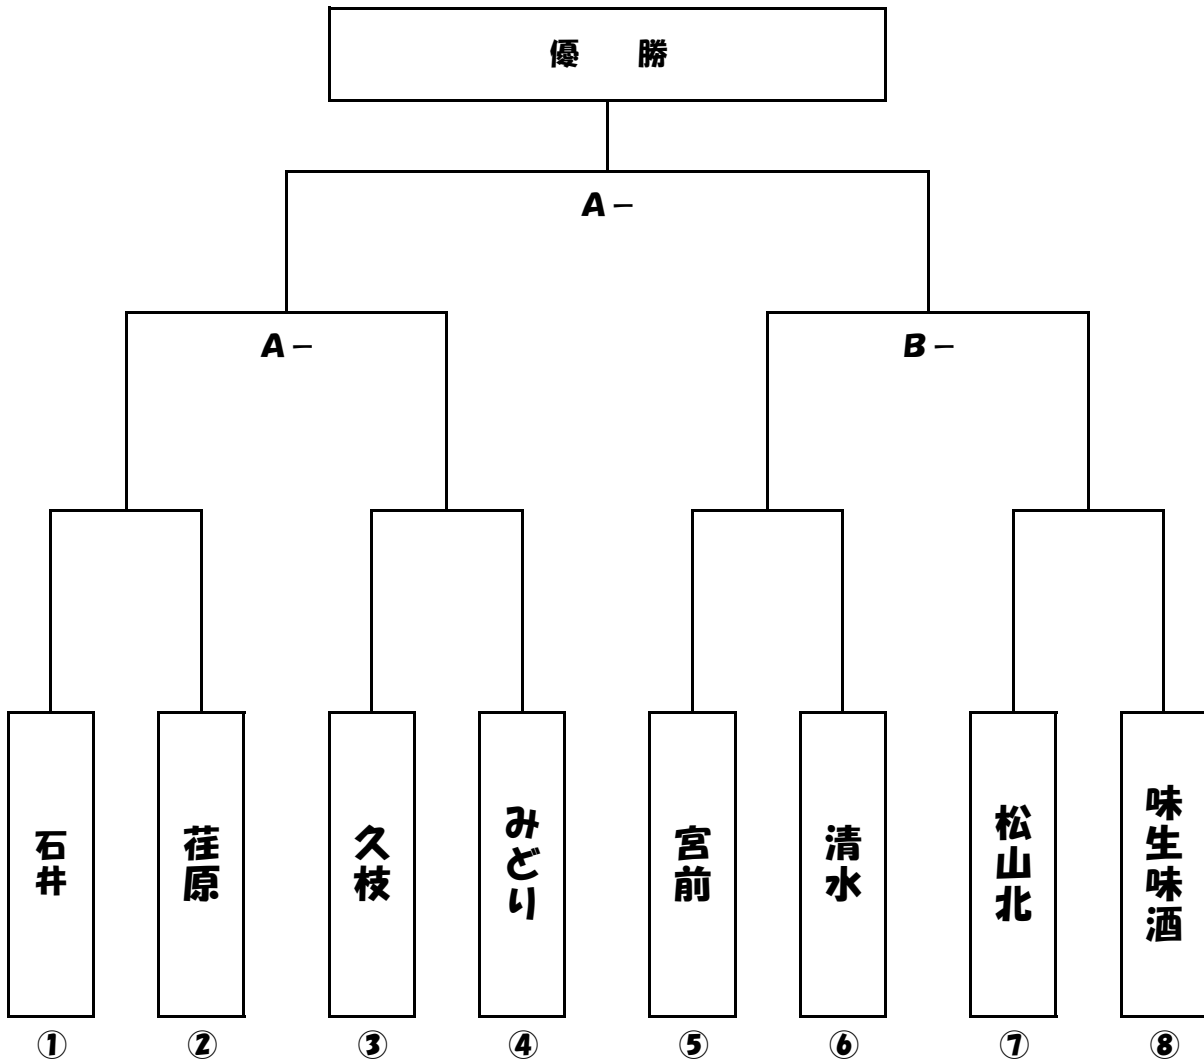 優　勝
A－
A－
B－
石井
荏原
久枝
みどり
宮前
清水
松山北
味生味酒
① ② ③ ④ ⑤ ⑥ ⑦ ⑧